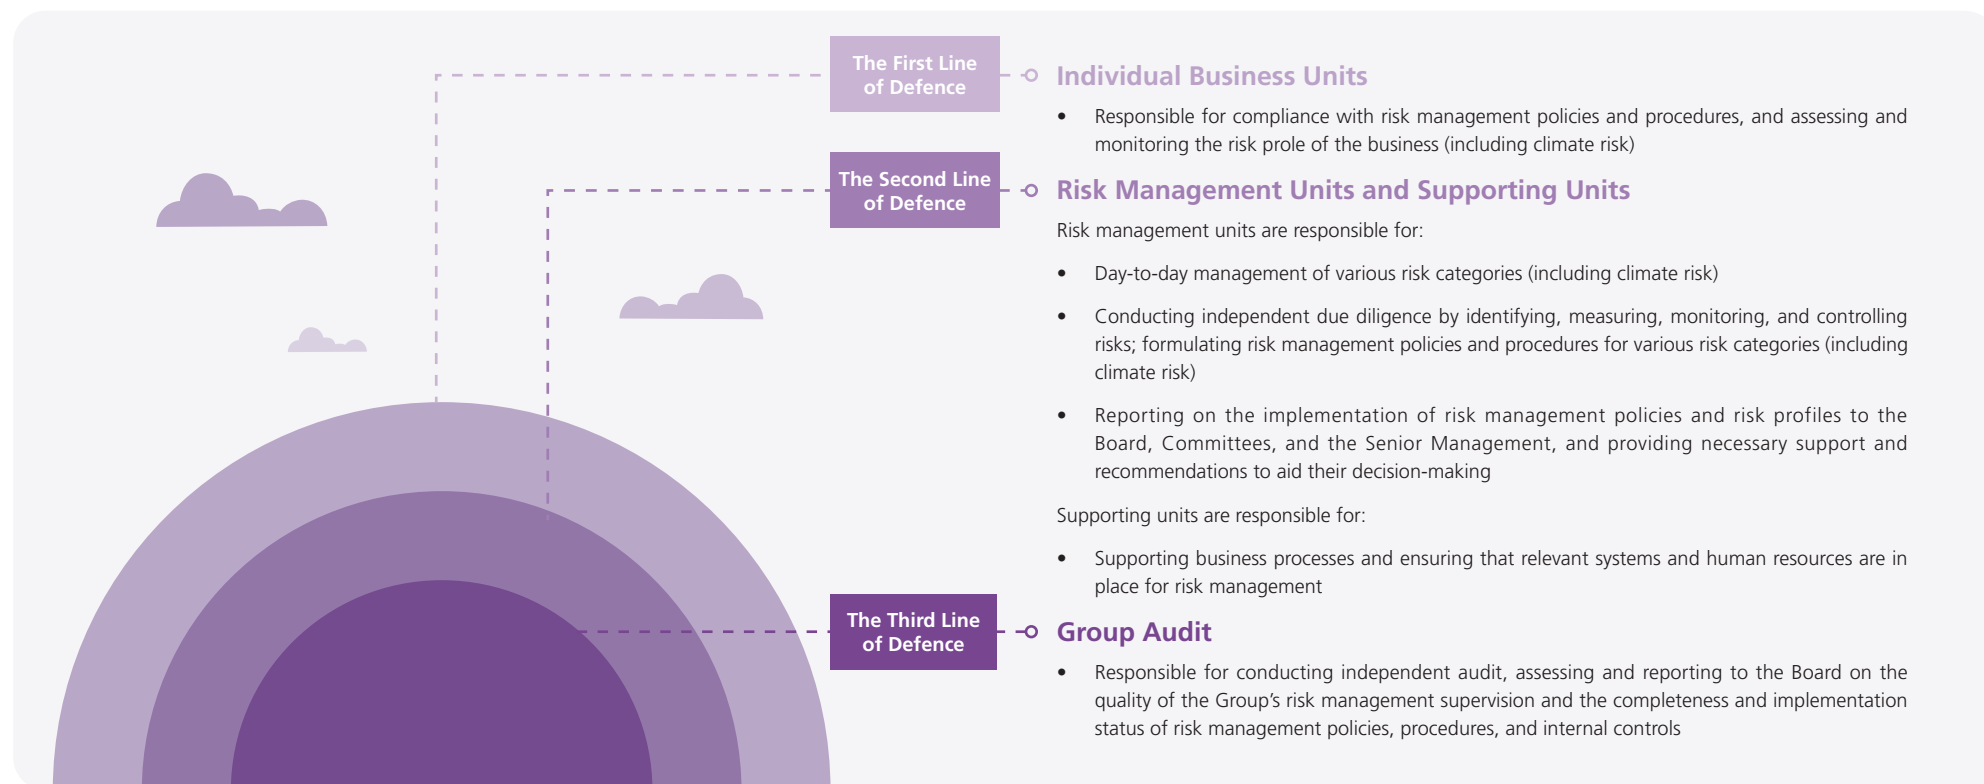 The First Line
of Defence
Individual Business Units
• Responsible for compliance with risk management policies and procedures, and assessing and
monitoring the risk prole of the business (including climate risk)
The Second Line
of Defence
Risk Management Units and Supporting Units
Risk management units are responsible for:
• Day-to-day management of various risk categories (including climate risk)
• Conducting independent due diligence by identifying, measuring, monitoring, and controlling
risks; formulating risk management policies and procedures for various risk categories (including
climate risk)
• Reporting on the implementation of risk management policies and risk profiles to the
Board, Committees, and the Senior Management, and providing necessary support and
recommendations to aid their decision-making
Supporting units are responsible for:
• Supporting business processes and ensuring that relevant systems and human resources are in
place for risk management
The Third Line
of Defence
Group Audit
• Responsible for conducting independent audit, assessing and reporting to the Board on the
quality of the Group’s risk management supervision and the completeness and implementation
status of risk management policies, procedures, and internal controls